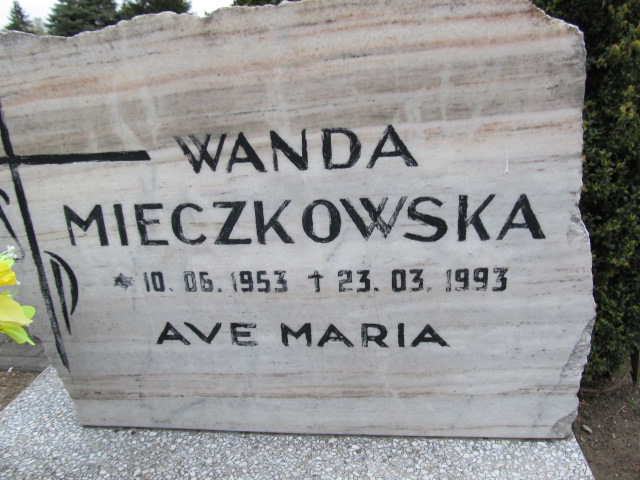 WANDA
MIECZKOWSKA
* 10. 06. 1953 † 23. 03. 1993
AVE MARIA